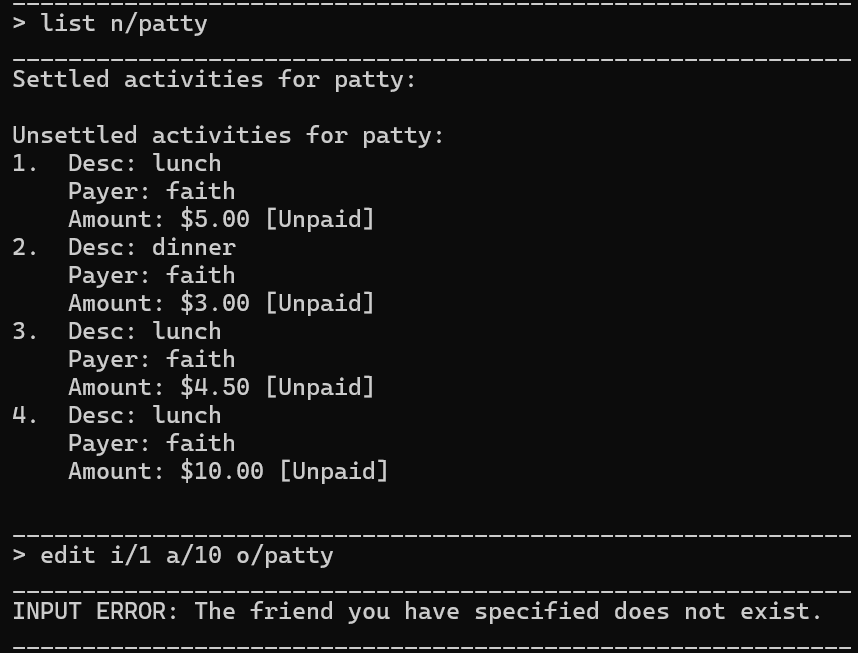 ____________________________________________________________
> list n/patty
____________________________________________________________
Settled activities for patty:
Unsettled activities for patty:
1.  Desc: lunch
    Payer: faith
    Amount: $5.00 [Unpaid]
2.  Desc: dinner
    Payer: faith
    Amount: $3.00 [Unpaid]
3.  Desc: lunch
    Payer: faith
    Amount: $4.50 [Unpaid]
4.  Desc: lunch
    Payer: faith
    Amount: $10.00 [Unpaid]
____________________________________________________________
> edit i/1 a/10 o/patty
____________________________________________________________
INPUT ERROR: The friend you have specified does not exist.
____________________________________________________________